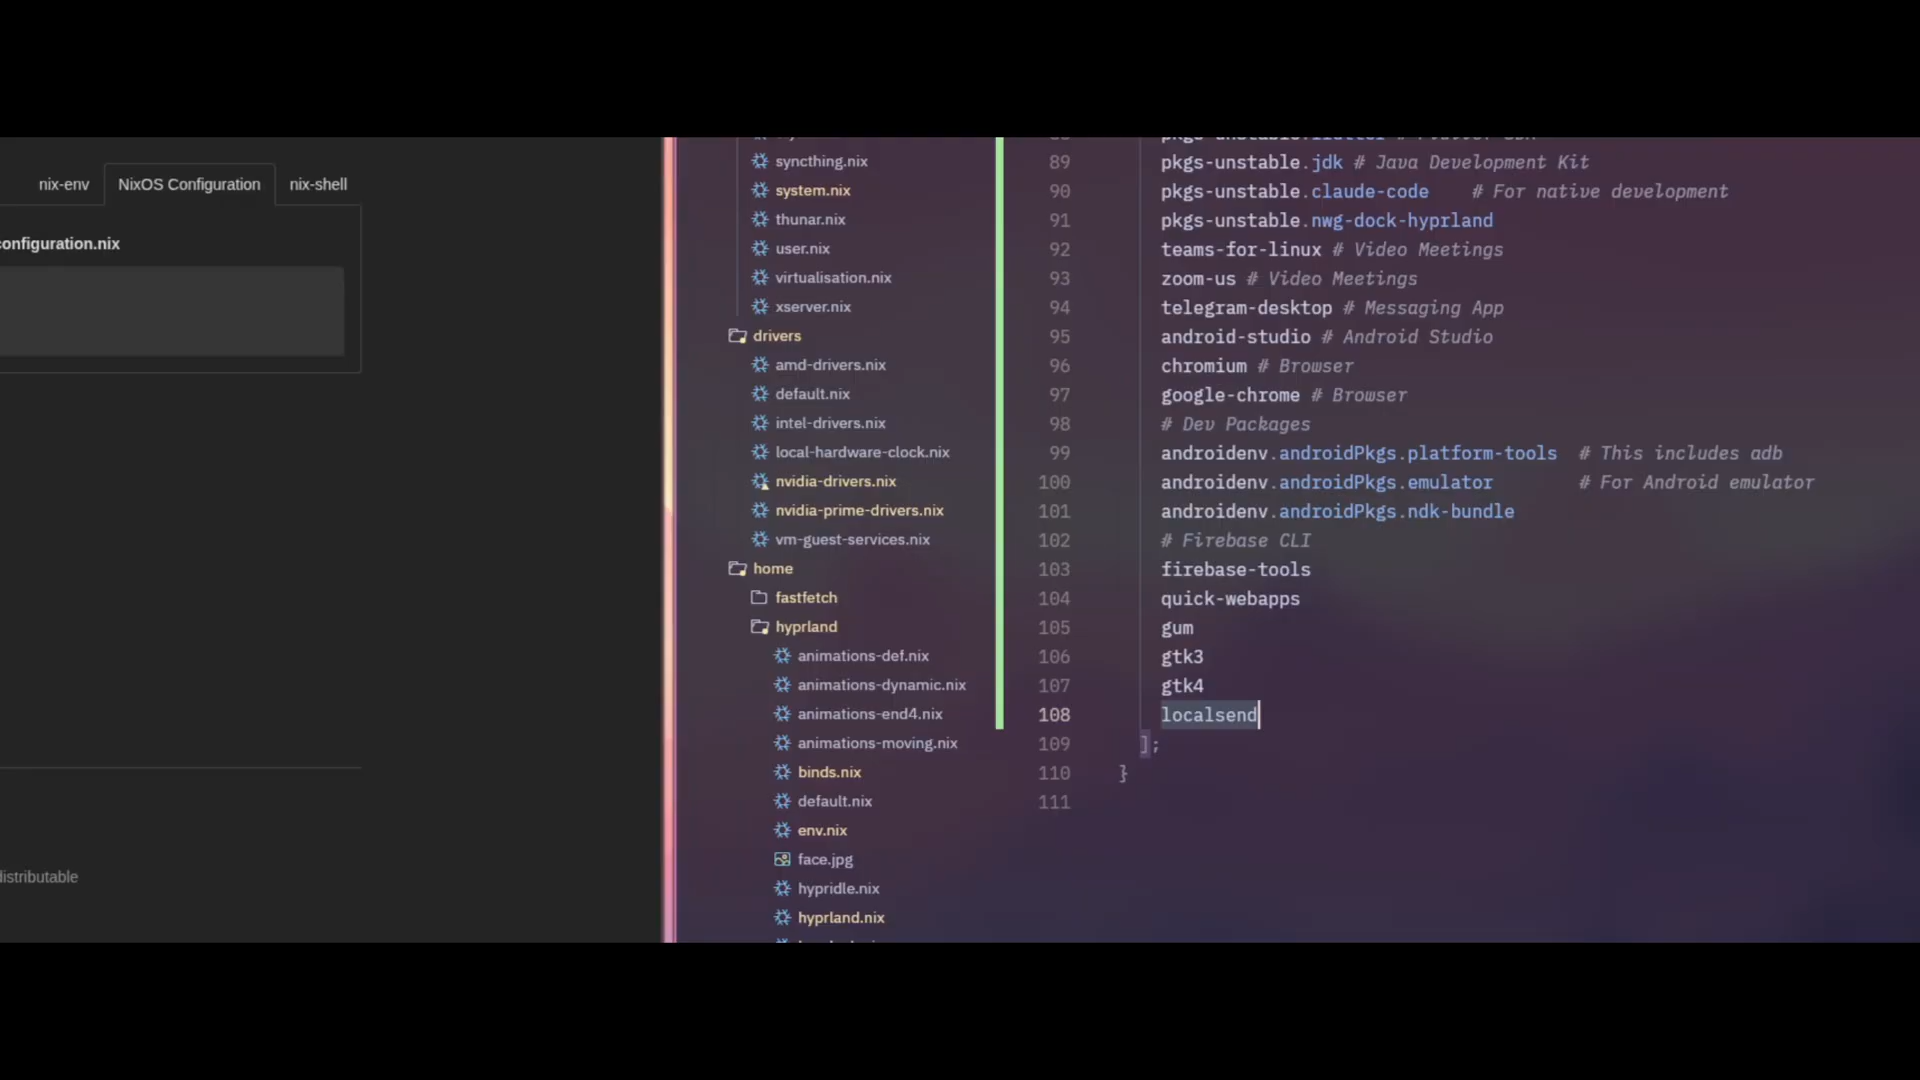 nix-env
NixOS Configuration
nix-shell
configuration.nix
distributable
syncthing.nix
system.nix
thunar.nix
user.nix
virtualisation.nix
xserver.nix
drivers
amd-drivers.nix
default.nix
intel-drivers.nix
local-hardware-clock.nix
nvidia-drivers.nix
nvidia-prime-drivers.nix
vm-guest-services.nix
home
fastfetch
hyprland
animations-def.nix
animations-dynamic.nix
animations-end4.nix
animations-moving.nix
binds.nix
default.nix
env.nix
face.jpg
hypridle.nix
hyprland.nix
89 pkgs-unstable.jdk # Java Development Kit
90 pkgs-unstable.claude-code # For native development
91 pkgs-unstable.nwg-dock-hyprland
92 teams-for-linux # Video Meetings
93 zoom-us # Video Meetings
94 telegram-desktop # Messaging App
95 android-studio # Android Studio
96 chromium # Browser
97 google-chrome # Browser
98 # Dev Packages
99 androidenv.androidPkgs.platform-tools # This includes adb
100 androidenv.androidPkgs.emulator # For Android emulator
101 androidenv.androidPkgs.ndk-bundle
102 # Firebase CLI
103 firebase-tools
104 quick-webapps
105 gum
106 gtk3
107 gtk4
108 localsend
109 ];
110 }
111